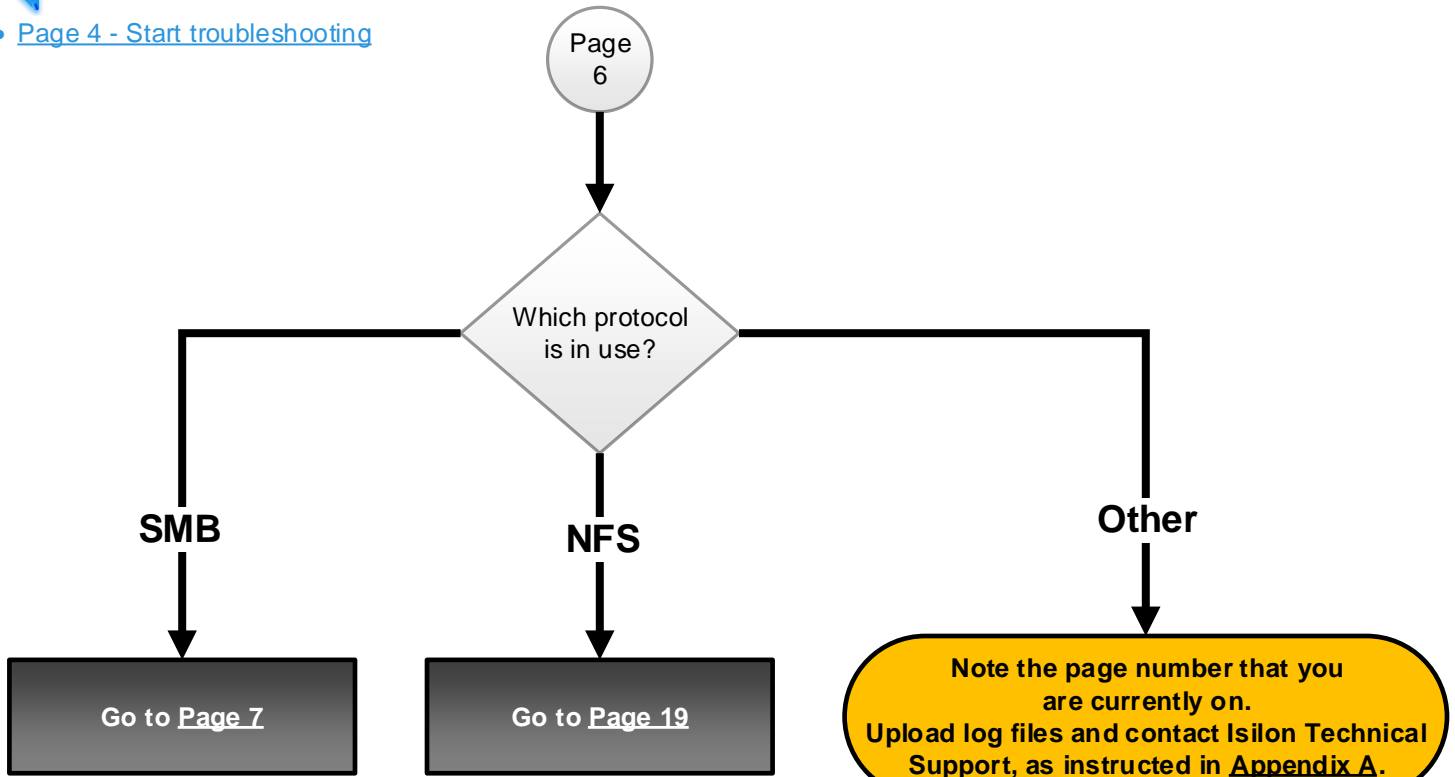 • Page 4 - Start troubleshooting
Page
6
Which protocol
is in use?
SMB
NFS
Other
Go to Page 7
Go to Page 19
Note the page number that you
are currently on.
Upload log files and contact Isilon Technical
Support, as instructed in Appendix A.